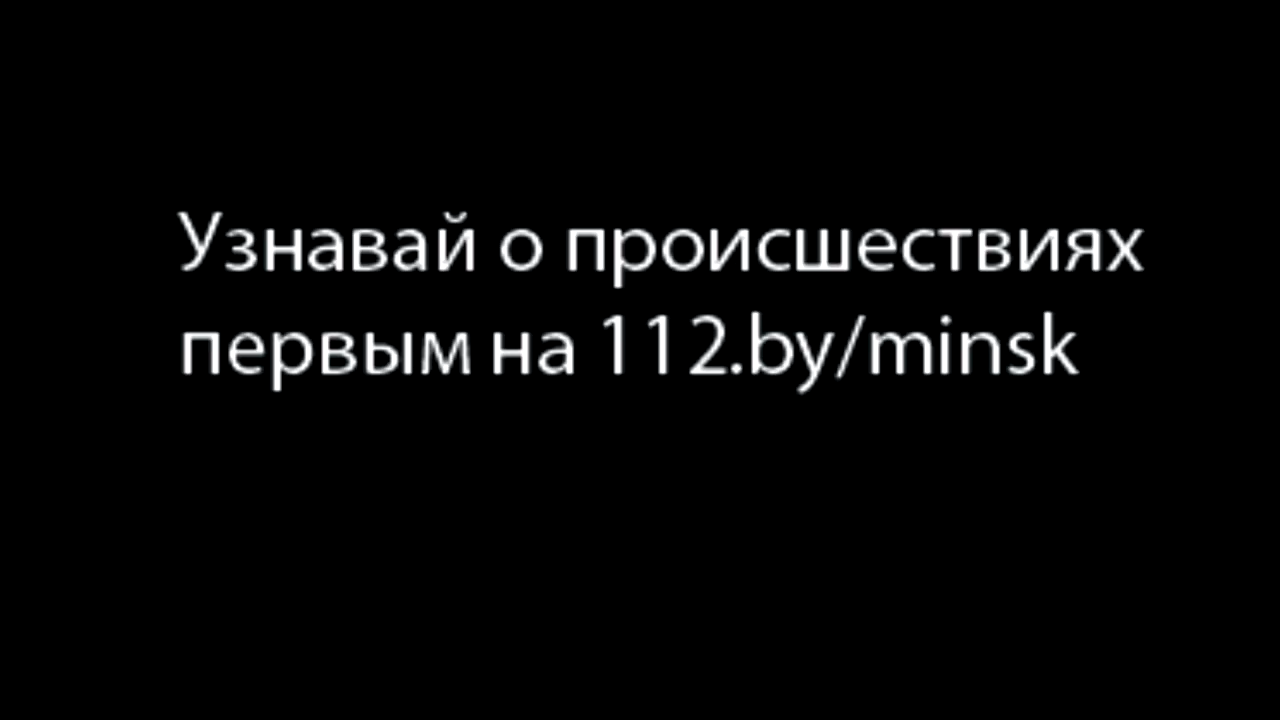 Узнавай о происшествиях
первым на 112.by/minsk